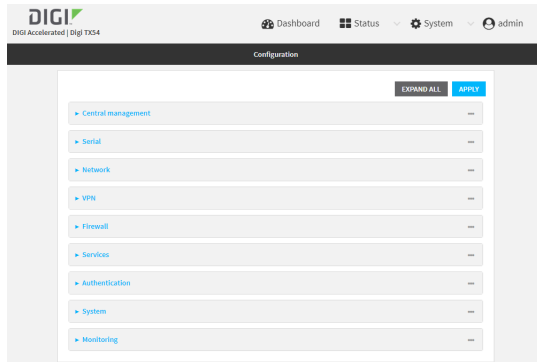 DIGI
DIGI Accelerated | Digi TX54
Dashboard Status System admin
Configuration
EXPAND ALL APPLY
Central management
Serial
Network
VPN
Firewall
Services
Authentication
System
Monitoring